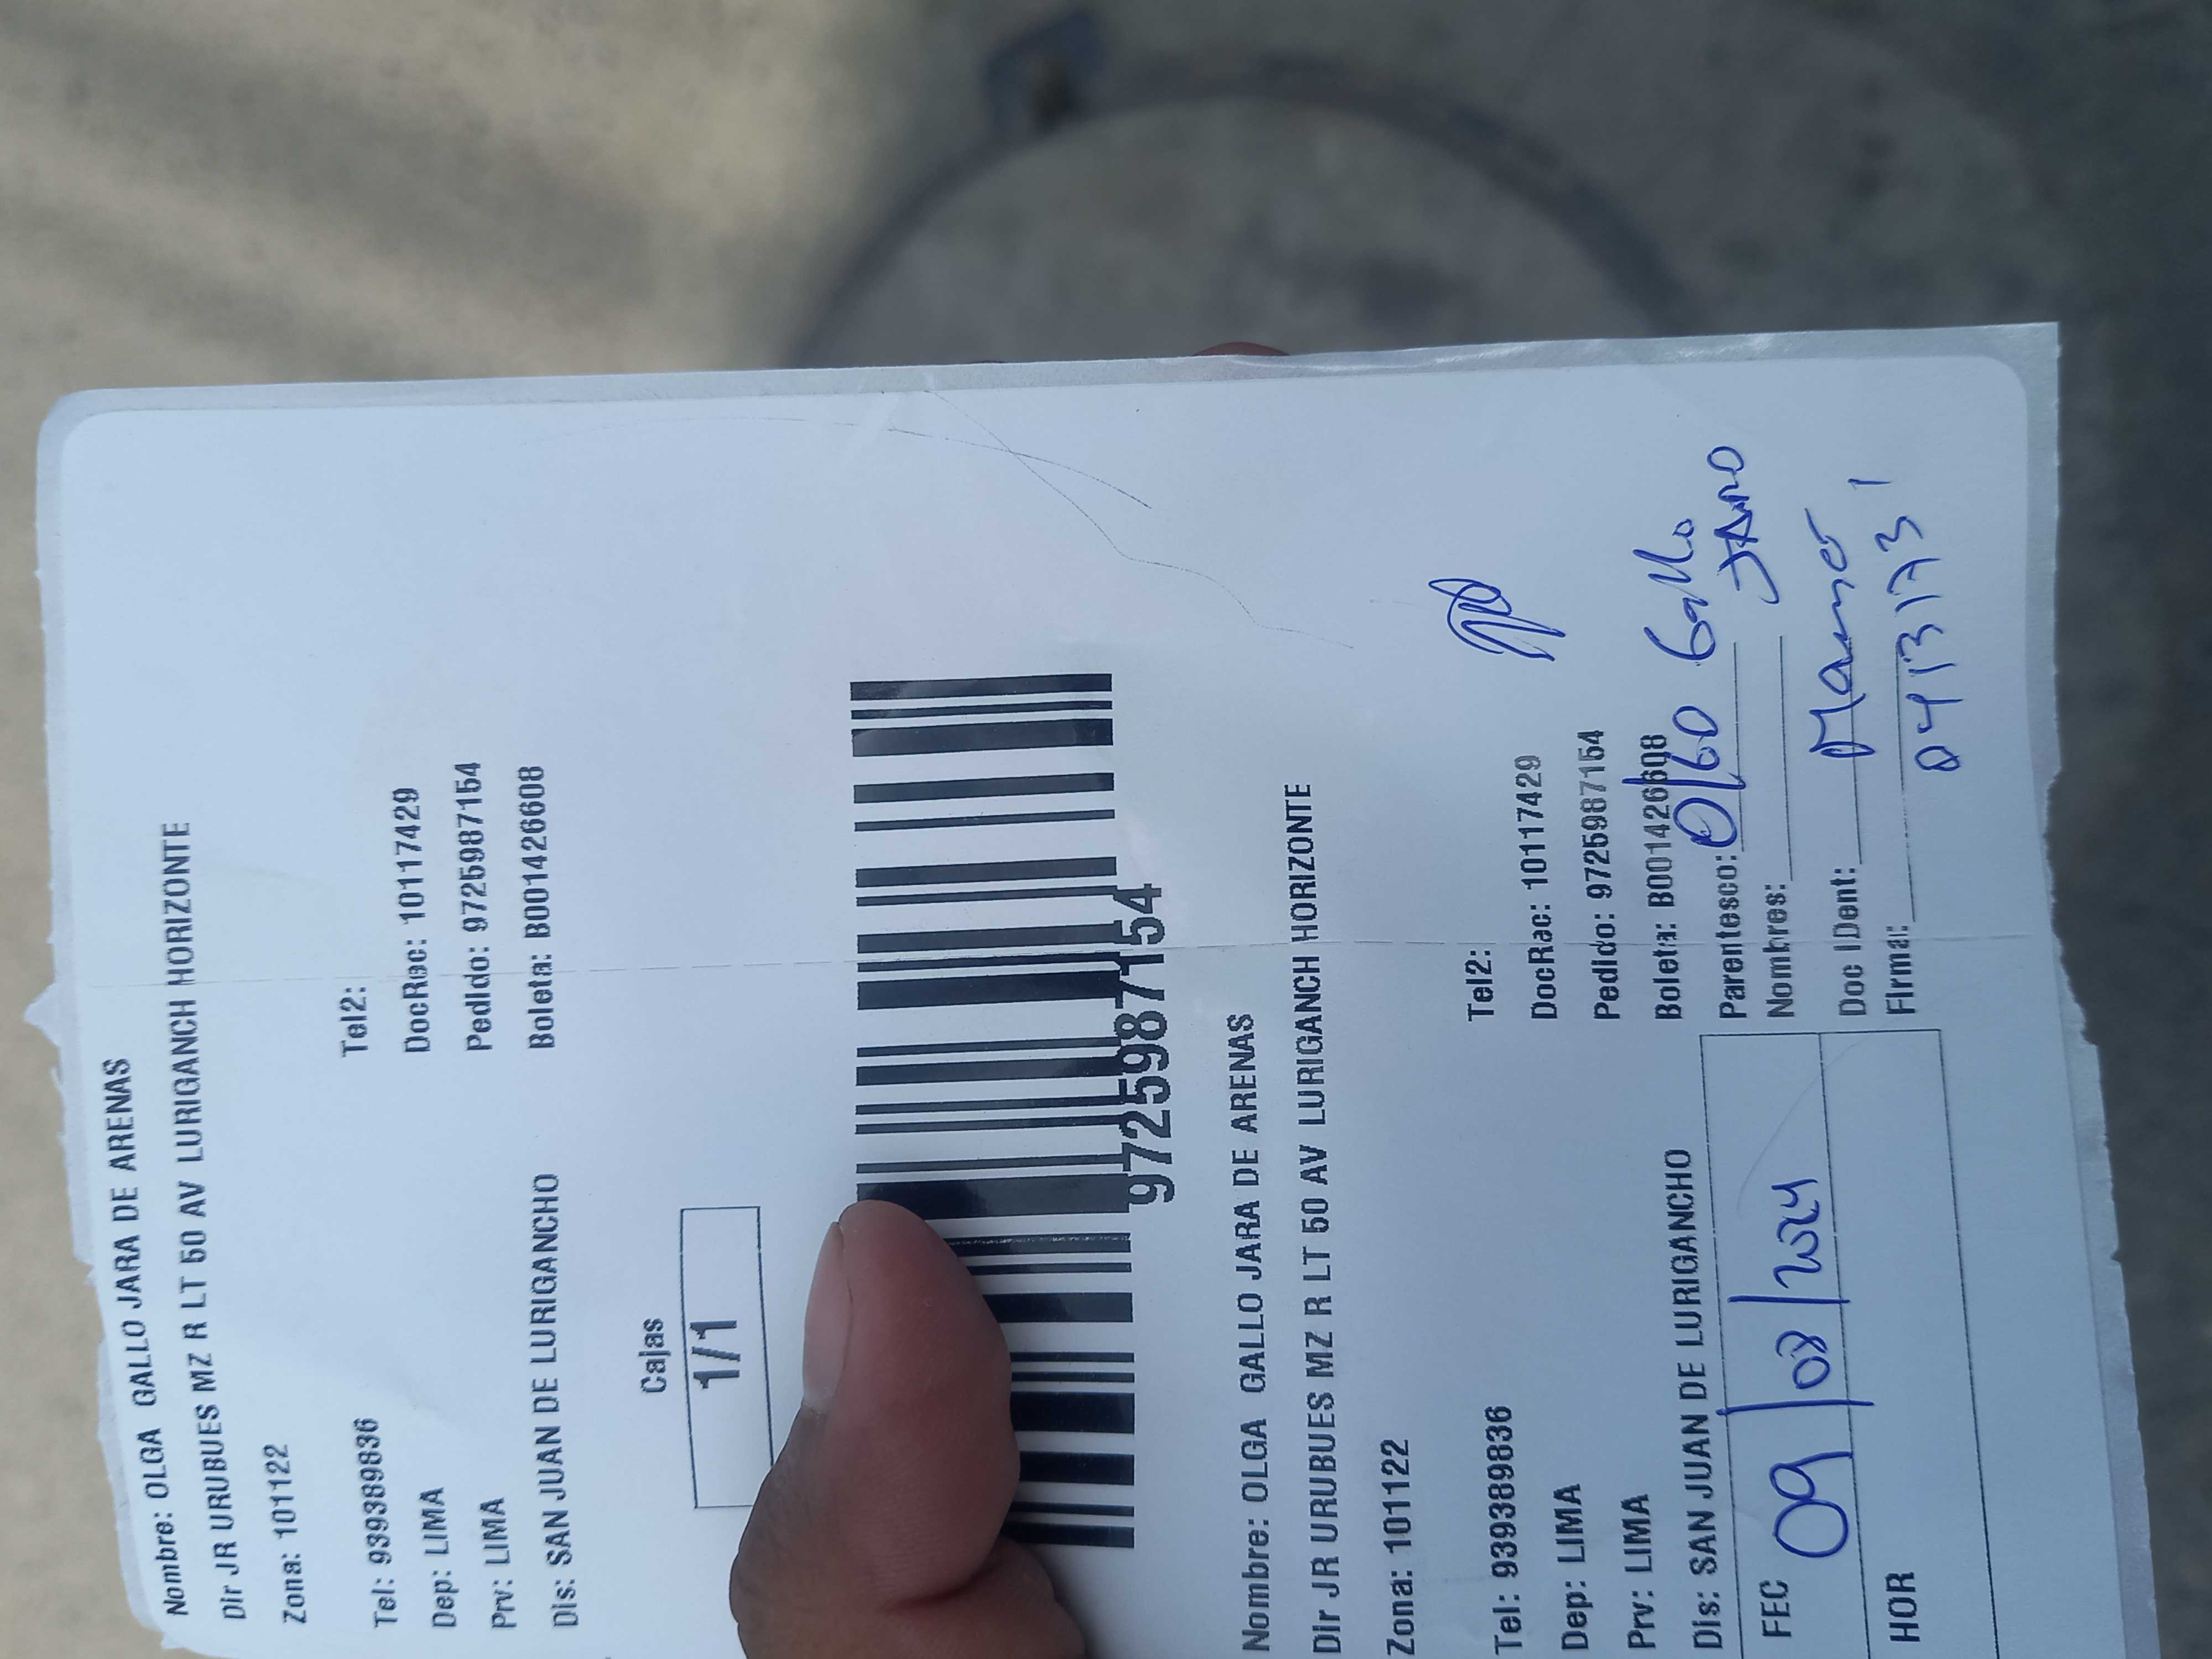 Nombre: OLGA GALLO JARA DE ARENAS
Dir JR URUBUES MZ R LT 50 AV LURIGANCH HORIZONTE
Zona: 101122
Tel: 939389836 Tel2:
Dep: LIMA DocRac: 10117429
Prv: LIMA Pedido: 9725987154
Dis: SAN JUAN DE LURIGANCHO Boleta: B001426608
Cajas
1/1
9725987154
Nombre: OLGA GALLO JARA DE ARENAS
Dir JR URUBUES MZ R LT 50 AV LURIGANCH HORIZONTE
Zona: 101122
Tel: 939389836 Tel2:
Dep: LIMA DocRac: 10117429
Prv: LIMA Pedido: 9725987154
Dis: SAN JUAN DE LURIGANCHO Boleta: B001426608
FEC 09/08/2024 Parentesco: Gallo
Nombres:
Doc IDent:
HOR Firma: